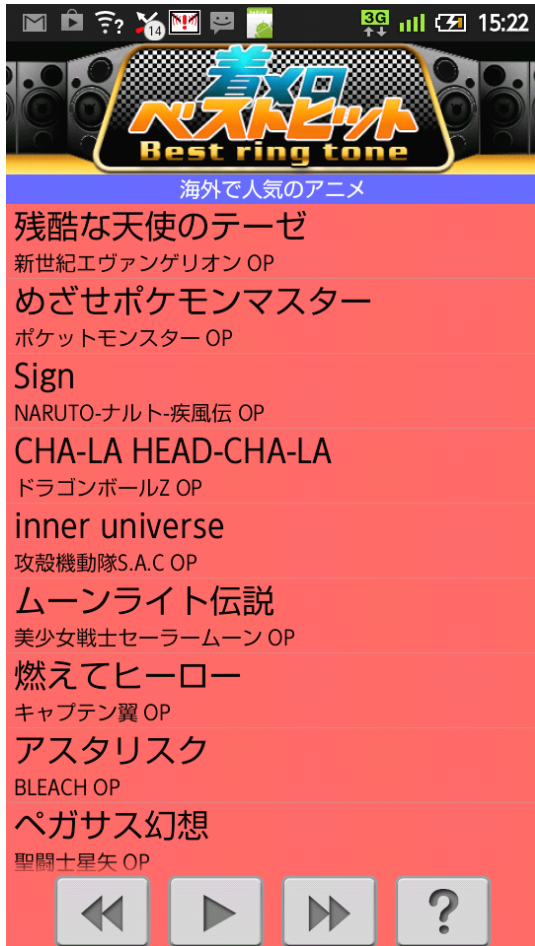 14
3G
15:22
着メロ
ベストヒット
Best ring tone
海外で人気のアニメ
残酷な天使のテーゼ
新世紀エヴァンゲリオン OP
めざせポケモンマスター
ポケットモンスター OP
Sign
NARUTO-ナルト-疾風伝 OP
CHA-LA HEAD-CHA-LA
ドラゴンボールZ OP
inner universe
攻殻機動隊S.A.C OP
ムーンライト伝説
美少女戦士セーラームーン OP
燃えてヒーロー
キャプテン翼 OP
アスタリスク
BLEACH OP
ペガサス幻想
聖闘士星矢 OP
?